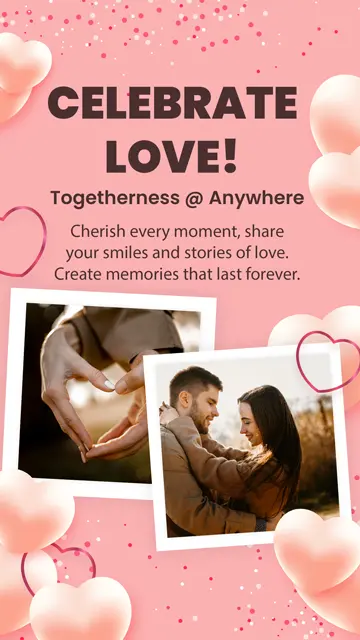 CELEBRATE
LOVE!
Togetherness @ Anywhere
Cherish every moment, share
your smiles and stories of love.
Create memories that last forever.